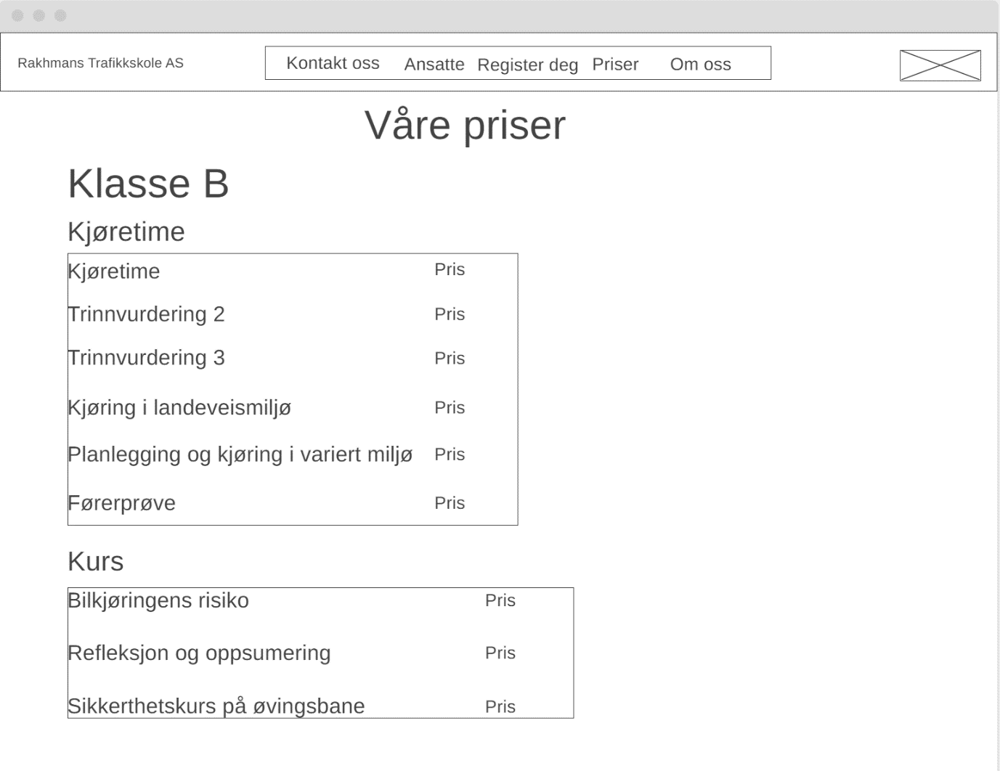 Rakhmans Trafikkskole AS
Kontakt oss Ansatte Register deg Priser Om oss
Våre priser
Klasse B
Kjøretime
Kjøretime Pris
Trinnvurdering 2 Pris
Trinnvurdering 3 Pris
Kjøring i landeveismiljø Pris
Planlegging og kjøring i variert miljø Pris
Førerprøve Pris
Kurs
Bilkjøringens risiko Pris
Refleksjon og oppsumering Pris
Sikkerthetskurs på øvingsbane Pris